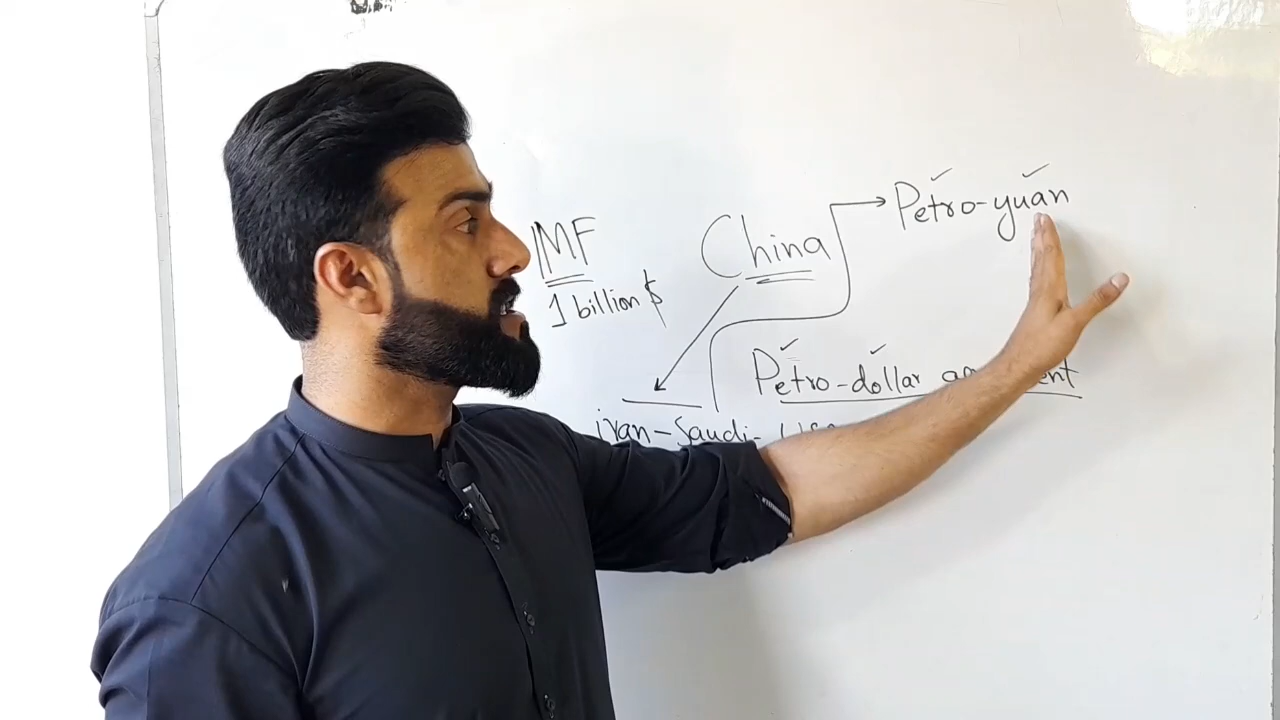 IMF
1 billion $
China
Petro-yuan
Petro-dollar
iran - Saudi -